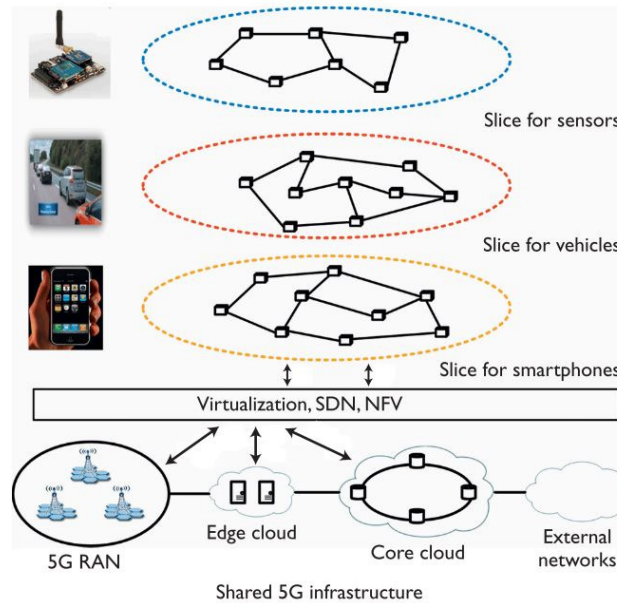 Slice for sensors
Slice for vehicles
Slice for smartphones
Virtualization, SDN, NFV
5G RAN
Edge cloud
Core cloud
External
networks
Shared 5G infrastructure